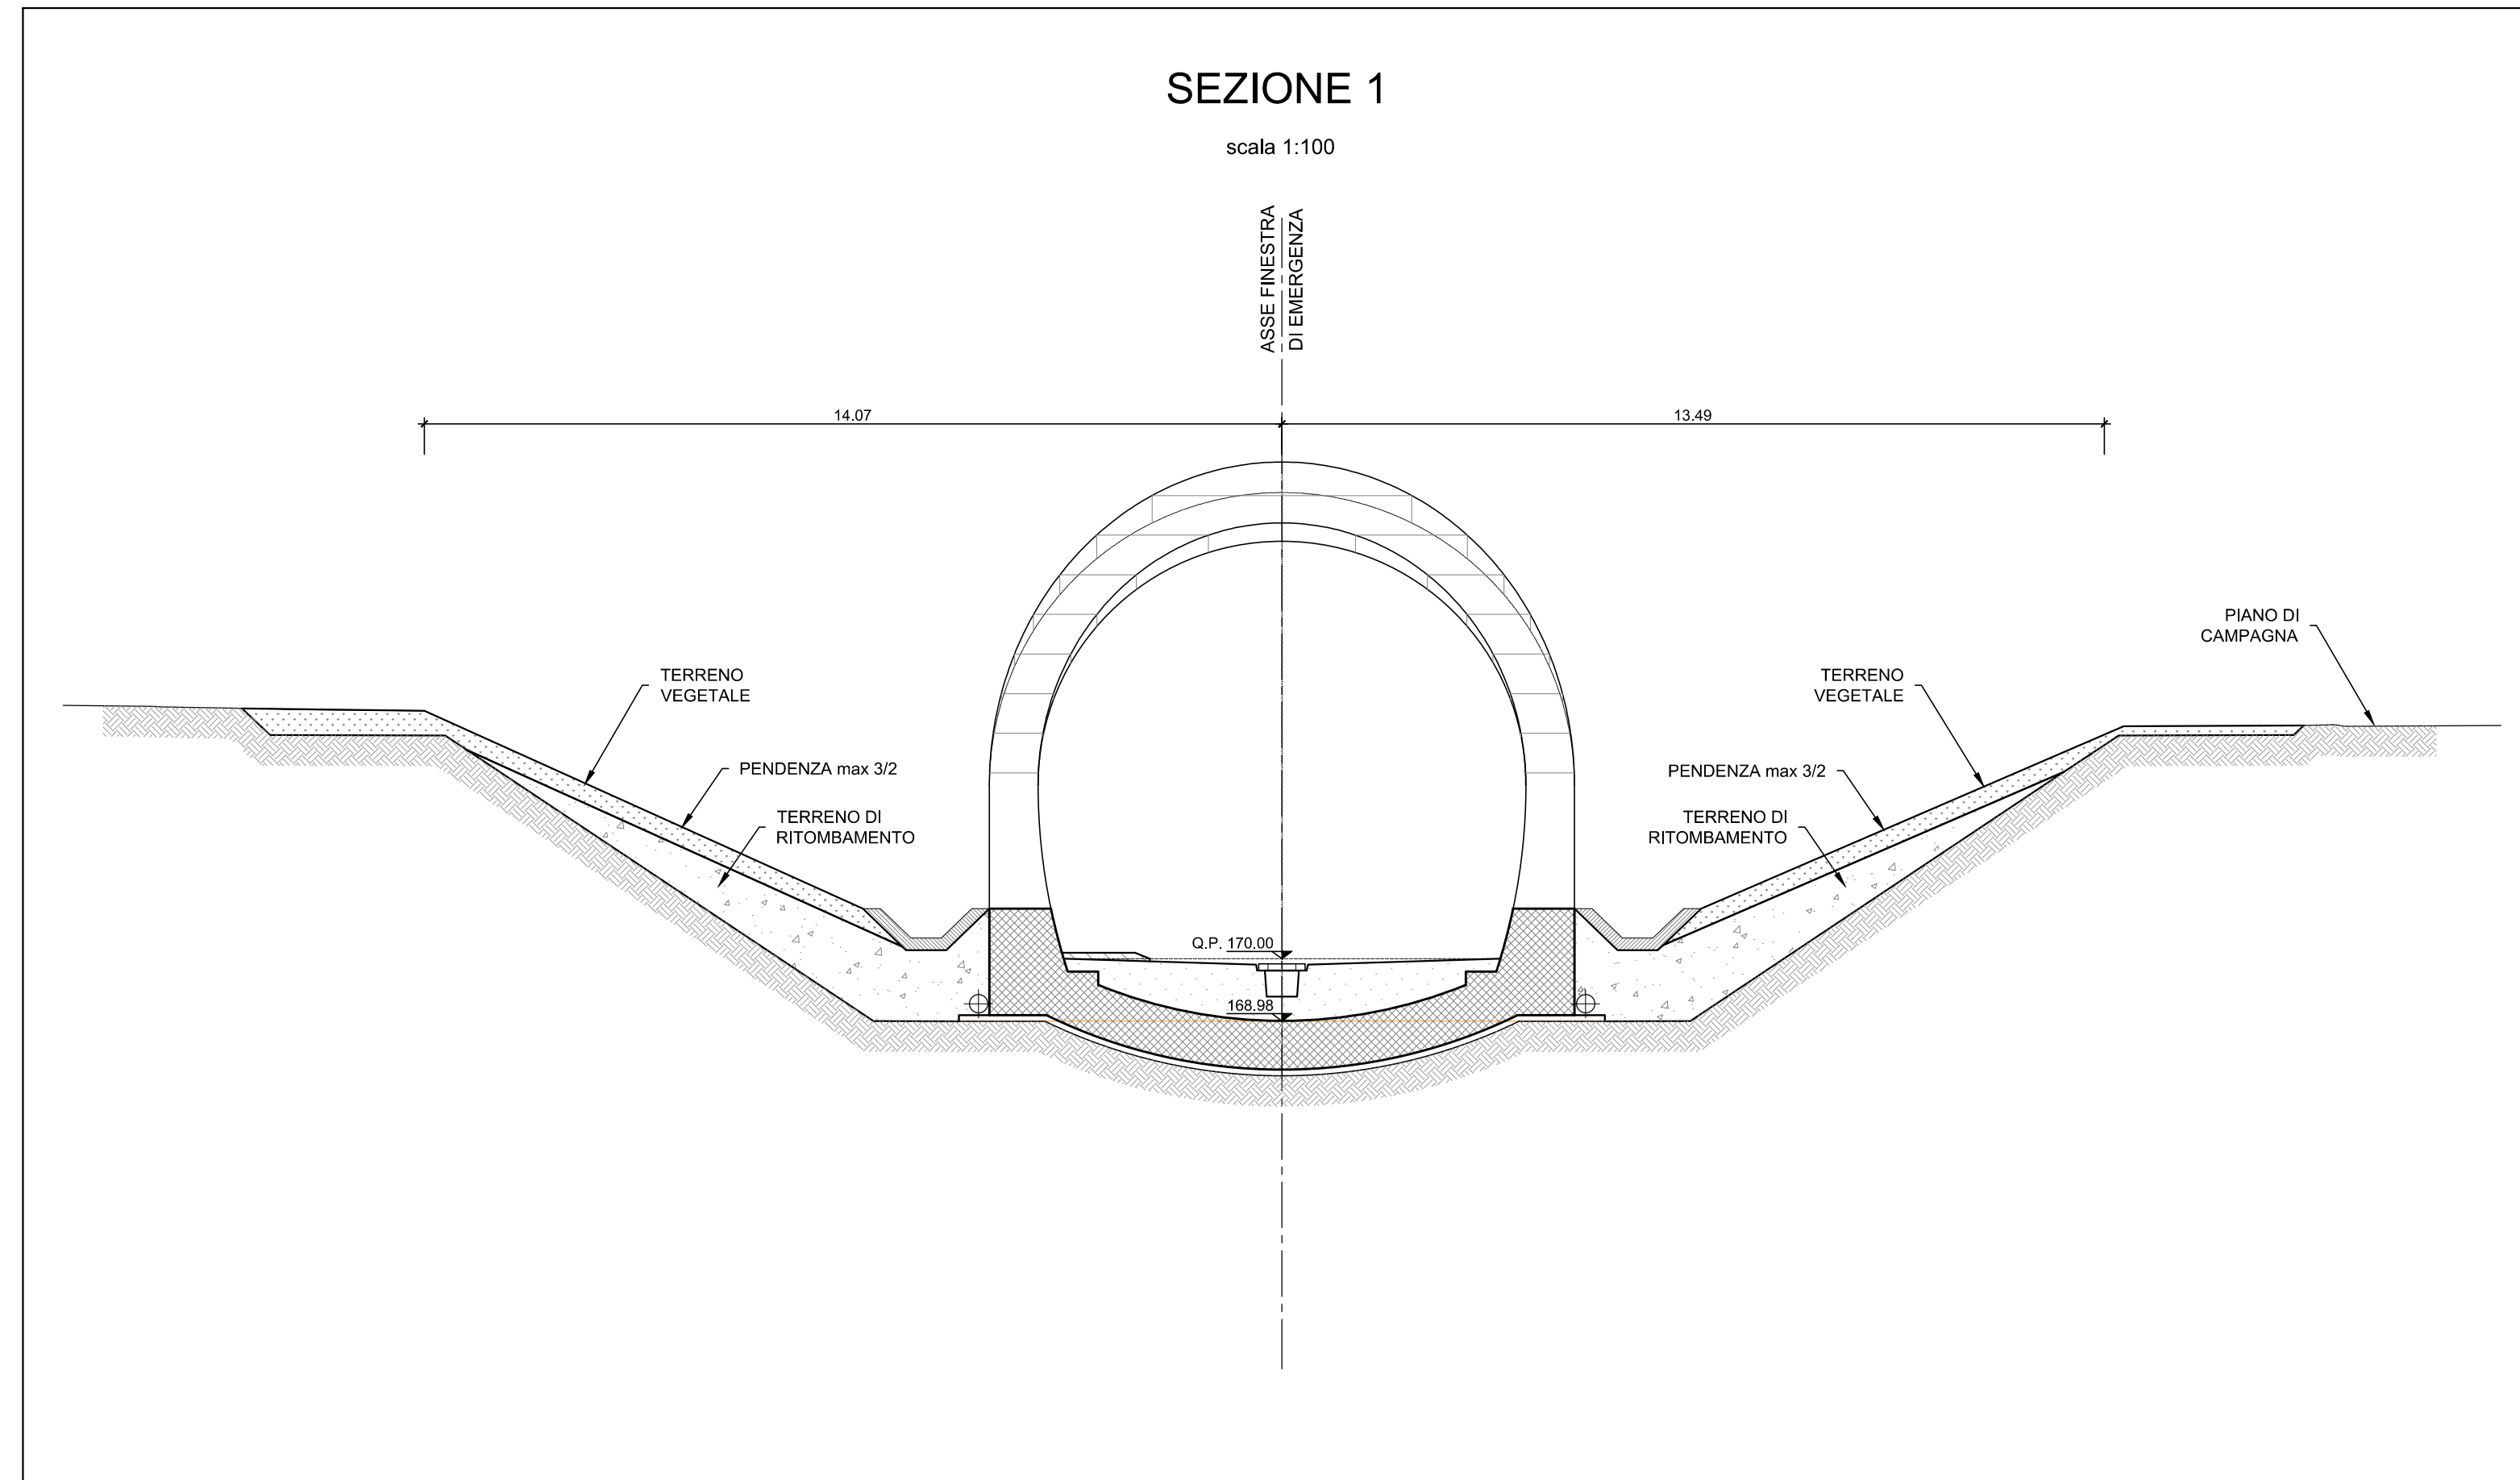 SEZIONE 1
scala 1:100
ASSE FINESTRA
DI EMERGENZA
14.07
13.49
PIANO DI
CAMPAGNA
TERRENO
VEGETALE
TERRENO
VEGETALE
PENDENZA max 3/2
PENDENZA max 3/2
TERRENO DI
RITOMBAMENTO
TERRENO DI
RITOMBAMENTO
Q.P. 170.00
168.98